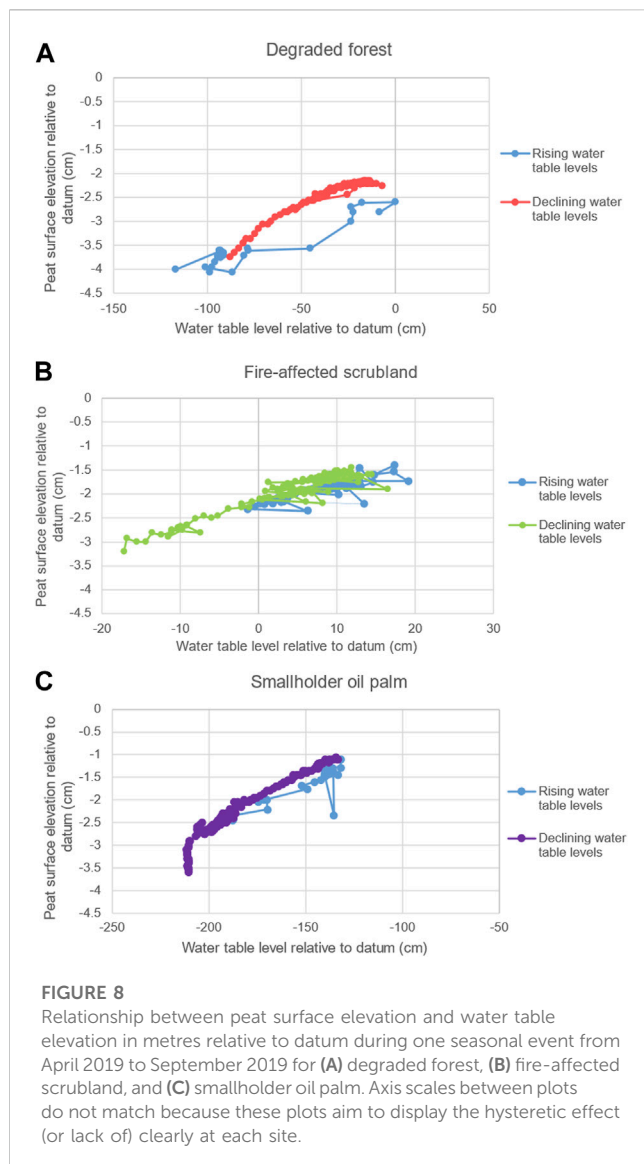 A
Degraded forest
Peat surface elevation relative to
datum (cm)
0
-0.5
-1
-1.5
-2
-2.5
-3
-3.5
-4
-4.5
-150
-100
-50
0
50
Water table level relative to datum (cm)
Rising water
table levels
Declining water
table levels
B
Fire-affected scrubland
Peat surface elevation relative to
datum (cm)
0
-0.5
-1
-1.5
-2
-2.5
-3
-3.5
-4
-4.5
-20
-10
0
10
20
30
Water table level relative to datum (cm)
Rising water
table levels
Declining water
table levels
C
Smallholder oil palm
Peat surface elevation relative to
datum (cm)
0
-0.5
-1
-1.5
-2
-2.5
-3
-3.5
-4
-4.5
-250
-200
-150
-100
-50
Water table level relative to datum (cm)
Rising water
table levels
Declining water
table levels
FIGURE 8
Relationship between peat surface elevation and water table
elevation in metres relative to datum during one seasonal event from
April 2019 to September 2019 for (A) degraded forest, (B) fire-affected
scrubland, and (C) smallholder oil palm. Axis scales between plots
do not match because these plots aim to display the hysteretic effect
(or lack of) clearly at each site.